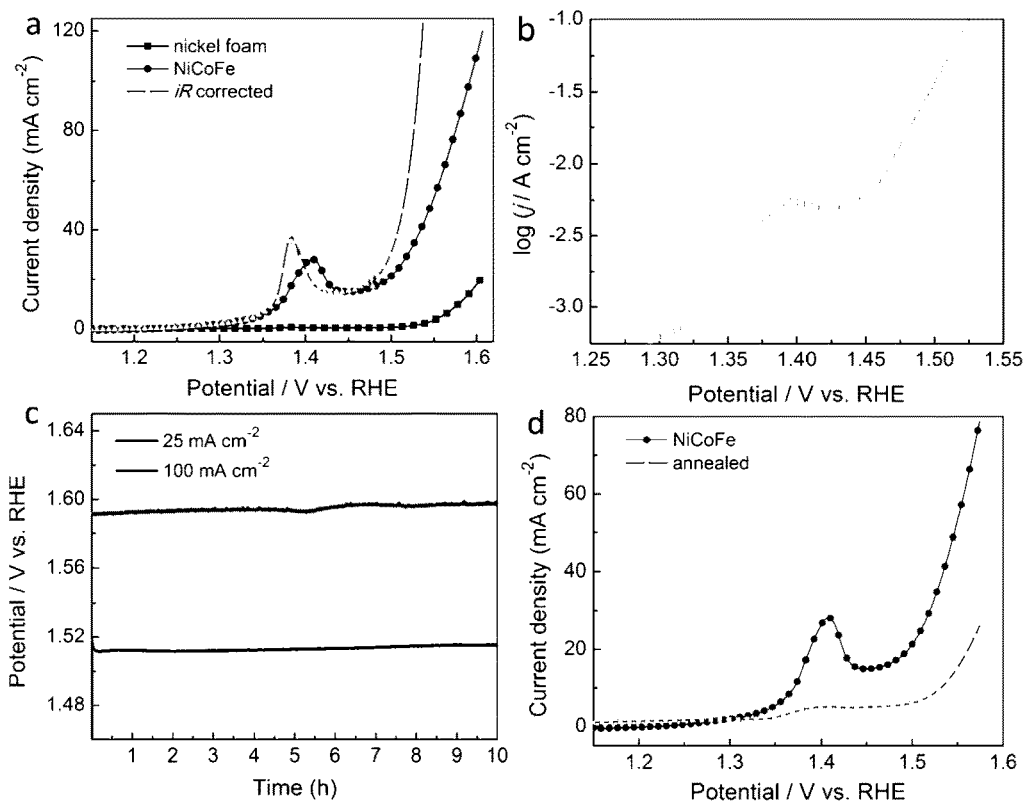 a
120
80
40
0
Current density (mA cm⁻²)
nickel foam
NiCoFe
iR corrected
1.2 1.3 1.4 1.5 1.6
Potential / V vs. RHE
b
-1.0
-1.5
-2.0
-2.5
-3.0
log (j / A cm⁻²)
1.25 1.30 1.35 1.40 1.45 1.50 1.55
Potential / V vs. RHE
c
1.64
1.60
1.56
1.52
1.48
Potential / V vs. RHE
25 mA cm⁻²
100 mA cm⁻²
1 2 3 4 5 6 7 8 9 10
Time (h)
d
80
60
40
20
0
Current density (mA cm⁻²)
NiCoFe
annealed
1.2 1.3 1.4 1.5 1.6
Potential / V vs. RHE